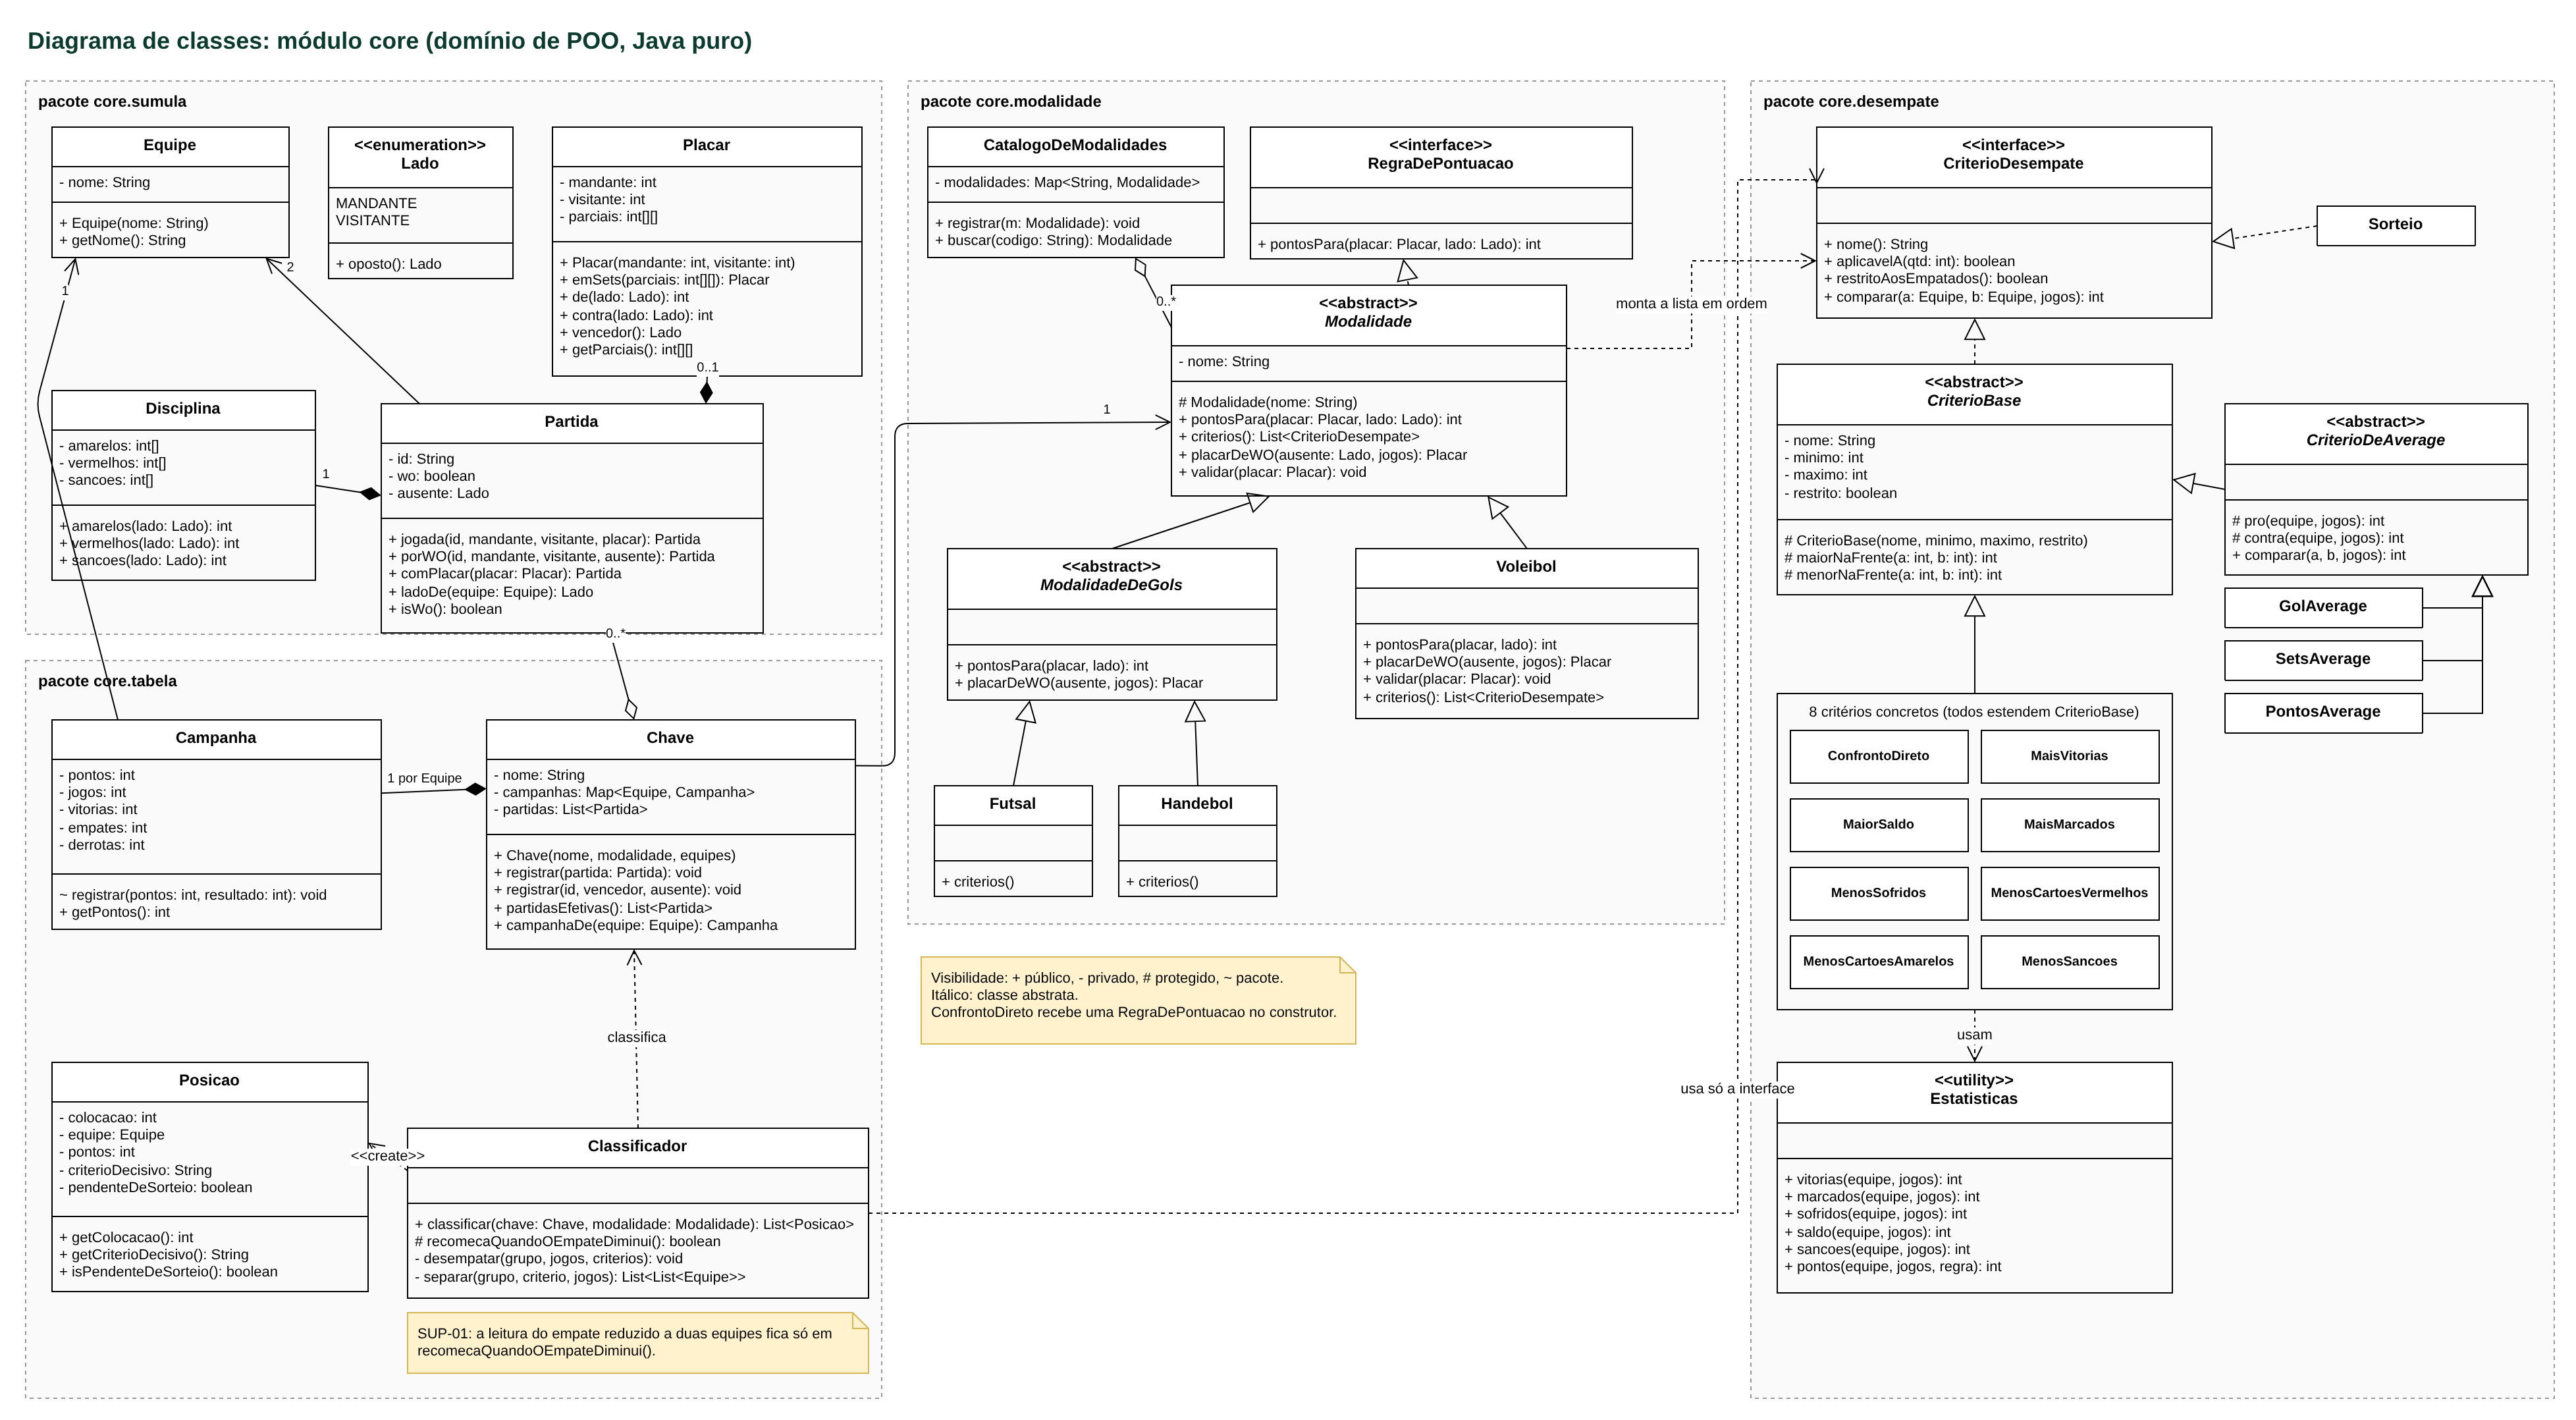 Diagrama de classes: módulo core (domínio de POO, Java puro)
pacote core.sumula
Equipe
- nome: String
+ Equipe(nome: String)
+ getNome(): String
<<enumeration>>
Lado
MANDANTE
VISITANTE
+ oposto(): Lado
Placar
- mandante: int
- visitante: int
- parciais: int[][]
+ Placar(mandante: int, visitante: int)
+ emSets(parciais: int[][]): Placar
+ de(lado: Lado): int
+ contra(lado: Lado): int
+ vencedor(): Lado
+ getParciais(): int[][]
1
2
0..1
Disciplina
- amarelos: int[]
- vermelhos: int[]
- sancoes: int[]
+ amarelos(lado: Lado): int
+ vermelhos(lado: Lado): int
+ sancoes(lado: Lado): int
1
Partida
- id: String
- wo: boolean
- ausente: Lado
+ jogada(id, mandante, visitante, placar): Partida
+ porWO(id, mandante, visitante, ausente): Partida
+ comPlacar(placar: Placar): Partida
+ ladoDe(equipe: Equipe): Lado
+ isWo(): boolean
0..*
pacote core.tabela
Campanha
- pontos: int
- jogos: int
- vitorias: int
- empates: int
- derrotas: int
~ registrar(pontos: int, resultado: int): void
+ getPontos(): int
1 por Equipe
Chave
- nome: String
- campanhas: Map<Equipe, Campanha>
- partidas: List<Partida>
+ Chave(nome, modalidade, equipes)
+ registrar(partida: Partida): void
+ registrar(id, vencedor, ausente): void
+ partidasEfetivas(): List<Partida>
+ campanhaDe(equipe: Equipe): Campanha
classifica
Posicao
- colocacao: int
- equipe: Equipe
- pontos: int
- criterioDecisivo: String
- pendenteDeSorteio: boolean
+ getColocacao(): int
+ getCriterioDecisivo(): String
+ isPendenteDeSorteio(): boolean
<<create>>
Classificador
+ classificar(chave: Chave, modalidade: Modalidade): List<Posicao>
# recomecaQuandoOEmpateDiminui(): boolean
- desempatar(grupo, jogos, criterios): void
- separar(grupo, criterio, jogos): List<List<Equipe>>
SUP-01: a leitura do empate reduzido a duas equipes fica só em
recomecaQuandoOEmpateDiminui().
pacote core.modalidade
CatalogoDeModalidades
- modalidades: Map<String, Modalidade>
+ registrar(m: Modalidade): void
+ buscar(codigo: String): Modalidade
<<interface>>
RegraDePontuacao
+ pontosPara(placar: Placar, lado: Lado): int
0..*
<<abstract>>
Modalidade
- nome: String
# Modalidade(nome: String)
+ pontosPara(placar: Placar, lado: Lado): int
+ criterios(): List<CriterioDesempate>
+ placarDeWO(ausente: Lado, jogos): Placar
+ validar(placar: Placar): void
1
monta a lista em ordem
<<abstract>>
ModalidadeDeGols
+ pontosPara(placar, lado): int
+ placarDeWO(ausente, jogos): Placar
Voleibol
+ pontosPara(placar, lado): int
+ placarDeWO(ausente, jogos): Placar
+ validar(placar: Placar): void
+ criterios(): List<CriterioDesempate>
Futsal
+ criterios()
Handebol
+ criterios()
Visibilidade: + público, - privado, # protegido, ~ pacote.
Itálico: classe abstrata.
ConfrontoDireto recebe uma RegraDePontuacao no construtor.
usa só a interface
pacote core.desempate
<<interface>>
CriterioDesempate
+ nome(): String
+ aplicavelA(qtd: int): boolean
+ restritoAosEmpatados(): boolean
+ comparar(a: Equipe, b: Equipe, jogos): int
Sorteio
<<abstract>>
CriterioBase
- nome: String
- minimo: int
- maximo: int
- restrito: boolean
# CriterioBase(nome, minimo, maximo, restrito)
# maiorNaFrente(a: int, b: int): int
# menorNaFrente(a: int, b: int): int
<<abstract>>
CriterioDeAverage
# pro(equipe, jogos): int
# contra(equipe, jogos): int
+ comparar(a, b, jogos): int
GolAverage
SetsAverage
PontosAverage
8 critérios concretos (todos estendem CriterioBase)
ConfrontoDireto
MaisVitorias
MaiorSaldo
MaisMarcados
MenosSofridos
MenosCartoesVermelhos
MenosCartoesAmarelos
MenosSancoes
usam
<<utility>>
Estatisticas
+ vitorias(equipe, jogos): int
+ marcados(equipe, jogos): int
+ sofridos(equipe, jogos): int
+ saldo(equipe, jogos): int
+ sancoes(equipe, jogos): int
+ pontos(equipe, jogos, regra): int